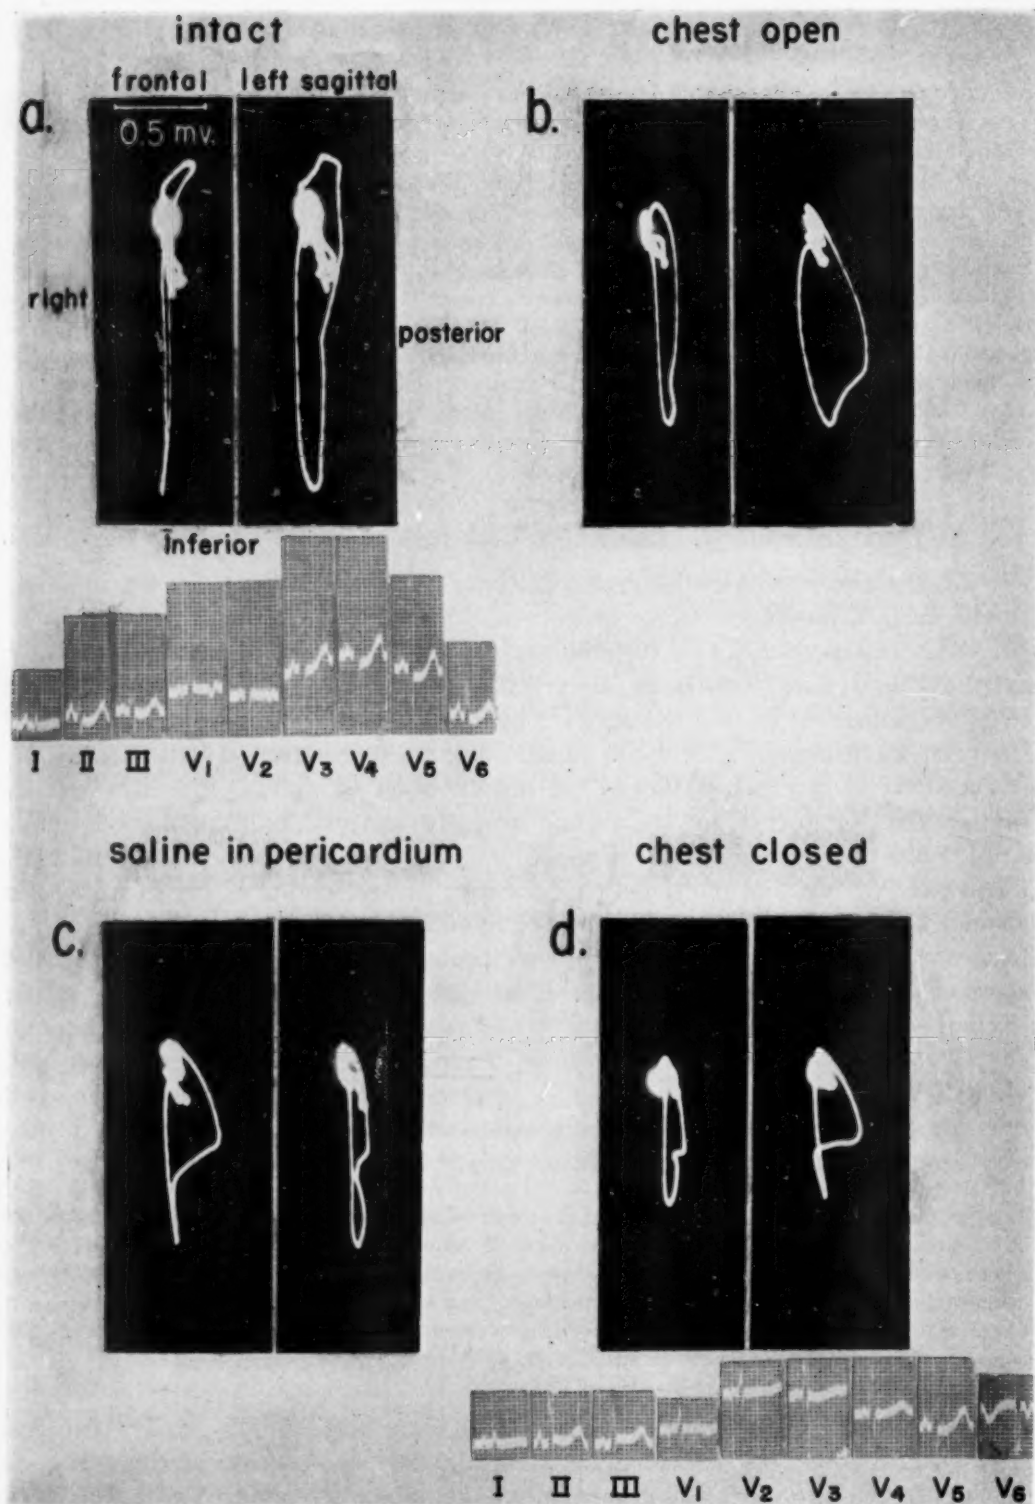 intact
chest open
frontal left sagittal
a.
b.
0.5 mv.
right
posterior
Inferior
I II III V₁ V₂ V₃ V₄ V₅ V₆
saline in pericardium
chest closed
c.
d.
I II III V₁ V₂ V₃ V₄ V₅ V₆